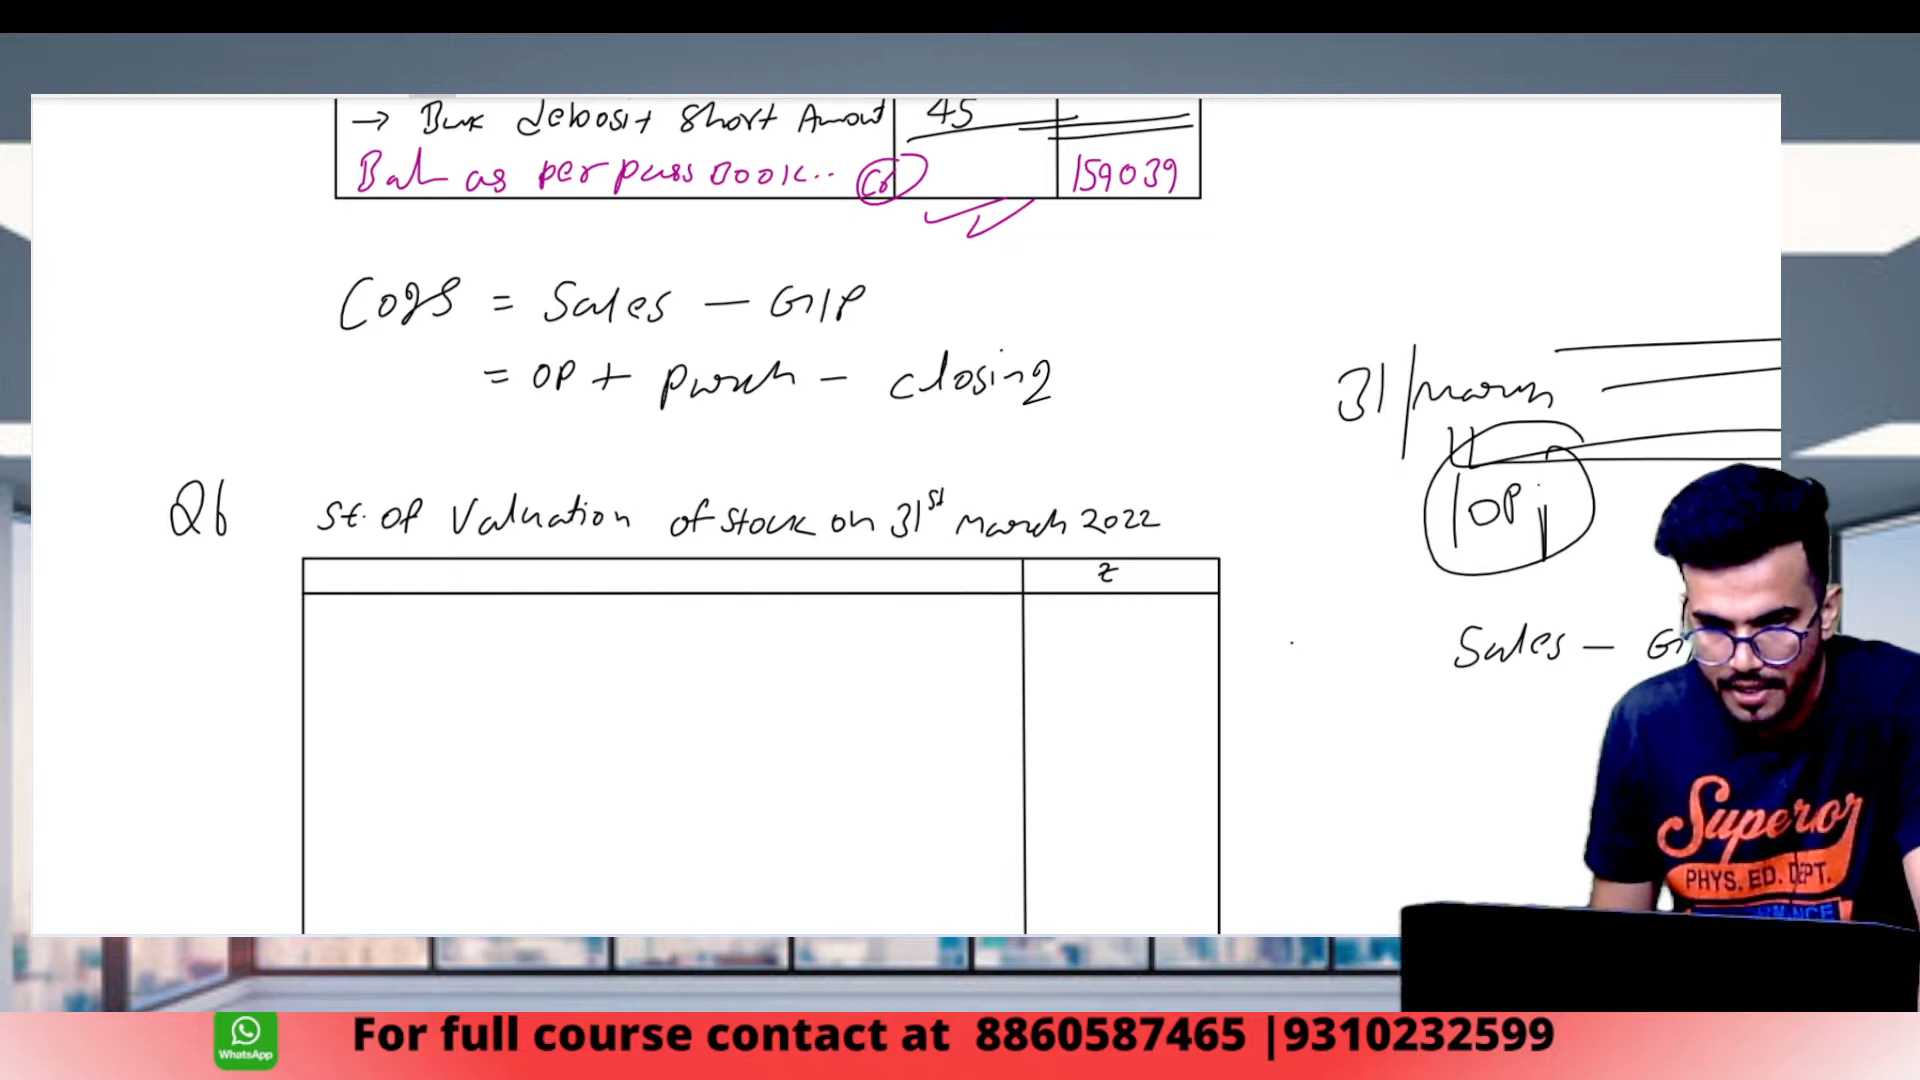 → Bank deposit short Amount 45
Bal as per pass Book.. Cr 159039
COGS = Sales – G/P
= OP + Purch – closing
31/March
OP
Q6 St. of Valuation of stock on 31st March 2022
₹
Sales – G
Superor
PHYS. ED. DEPT.
WhatsApp
For full course contact at 8860587465 |9310232599